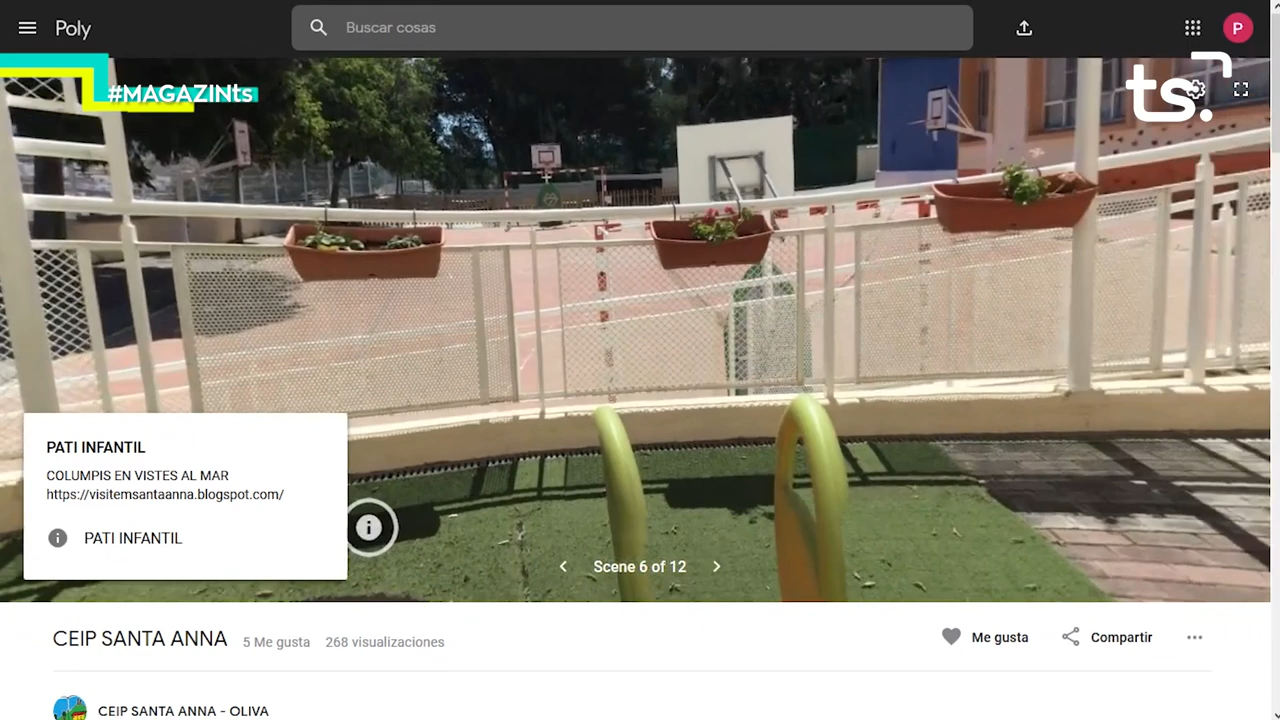 Poly
Buscar cosas
P
#MAGAZINts
ts.
PATI INFANTIL
COLUMPIS EN VISTES AL MAR
https://visitemsantaanna.blogspot.com/
PATI INFANTIL
Scene 6 of 12
CEIP SANTA ANNA
5 Me gusta
268 visualizaciones
Me gusta
Compartir
CEIP SANTA ANNA - OLIVA